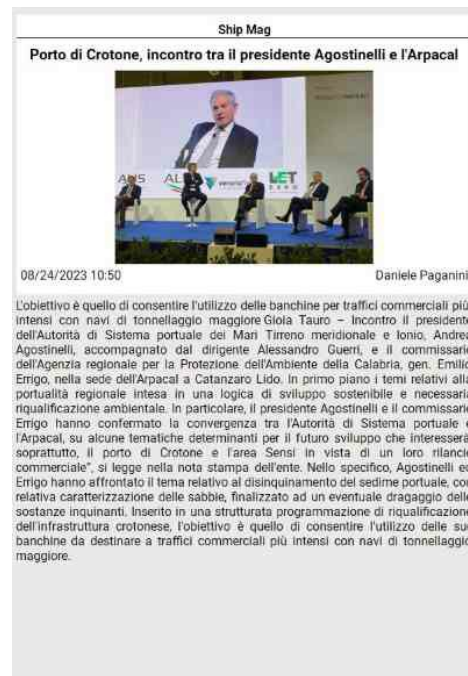 Ship Mag
Porto di Crotone, incontro tra il presidente Agostinelli e l'Arpacal
LET
08/24/2023 10:50
Daniele Paganini
L'obiettivo è quello di consentire l'utilizzo delle banchine per traffici commerciali più
intensi con navi di tonnellaggio maggiore Gioia Tauro – Incontro il presidente
dell'Autorità di Sistema portuale dei Mari Tirreno meridionale e Ionio, Andrea
Agostinelli, accompagnato dal dirigente Alessandro Guerri, e il commissario
dell'Agenzia regionale per la Protezione dell'Ambiente della Calabria, gen. Emilio
Errigo, nella sede dell'Arpacal a Catanzaro Lido. In primo piano i temi relativi alla
portualità regionale intesa in una logica di sviluppo sostenibile e necessaria
riqualificazione ambientale. In particolare, il presidente Agostinelli e il commissario
Errigo hanno confermato la convergenza tra l'Autorità di Sistema portuale e
l'Arpacal, su alcune tematiche determinanti per il futuro sviluppo che interesserà,
soprattutto, il porto di Crotone e l'area Sensi in vista di un loro rilancio
commerciale", si legge nella nota stampa dell'ente. Nello specifico, Agostinelli ed
Errigo hanno affrontato il tema relativo al disinquinamento del sedime portuale, con
relativa caratterizzazione delle sabbie, finalizzato ad un eventuale dragaggio delle
sostanze inquinanti. Inserito in una strutturata programmazione di riqualificazione
dell'infrastruttura crotonese, l'obiettivo è quello di consentire l'utilizzo delle sue
banchine da destinare a traffici commerciali più intensi con navi di tonnellaggio
maggiore.